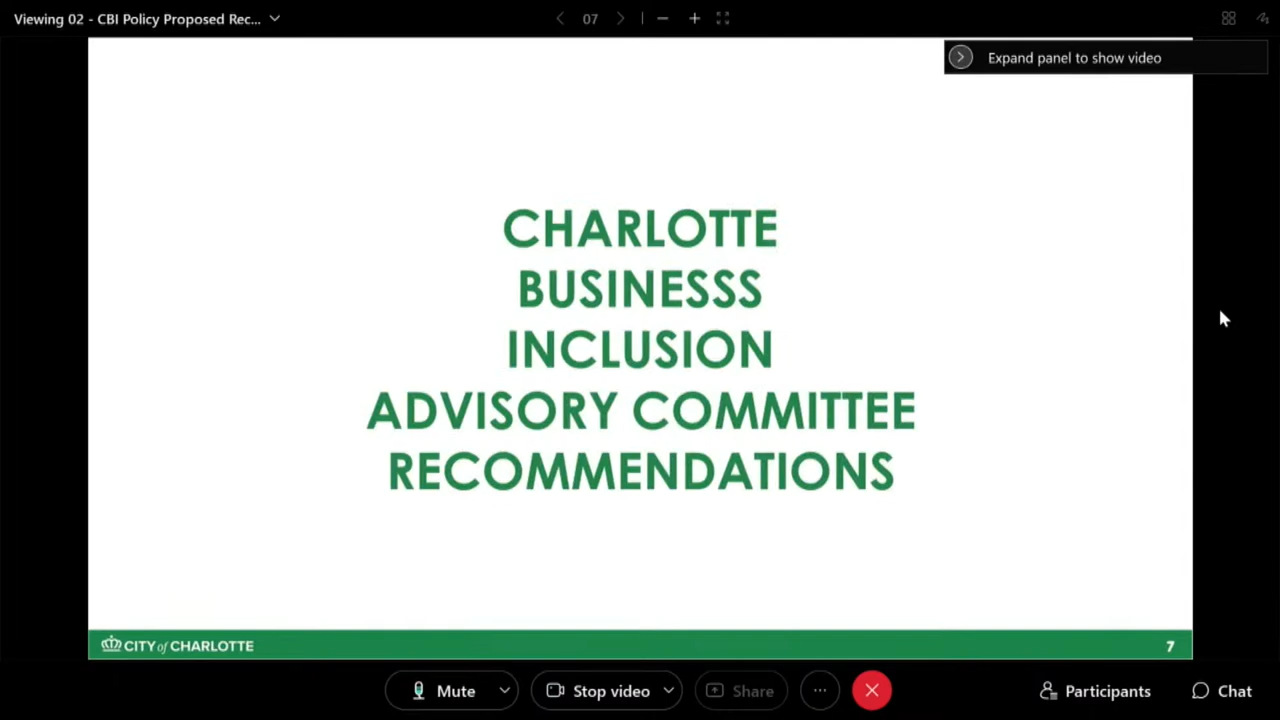 Viewing 02 - CBI Policy Proposed Rec...
07
Expand panel to show video
CHARLOTTE
BUSINESSS
INCLUSION
ADVISORY COMMITTEE
RECOMMENDATIONS
CITY of CHARLOTTE
7
Mute
Stop video
Share
Participants
Chat